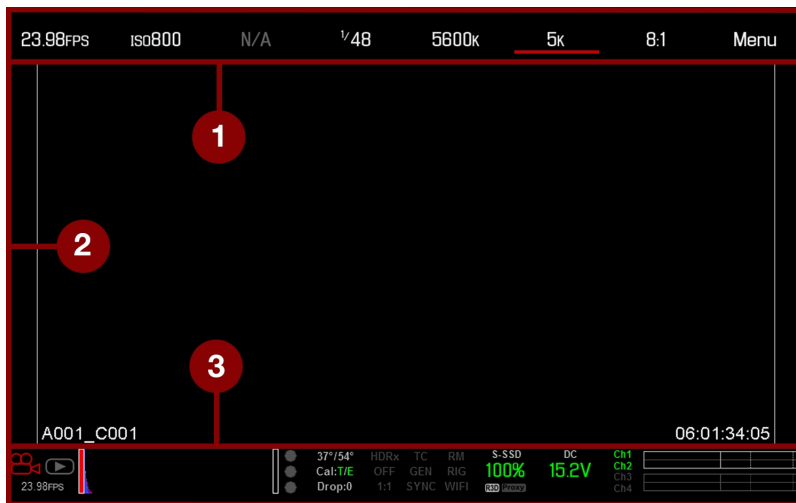 23.98FPS ISO800 N/A 1/48 5600K 5K 8:1 Menu
1
2
3
A001_C001 06:01:34:05
37°/54° HDRx TC RM S-SSD DC Ch1
Cal:T/E OFF GEN RIG 100% 15.2V Ch2
Ch3
23.98FPS Drop:0 1:1 SYNC WIFI R3D Proxy Ch4